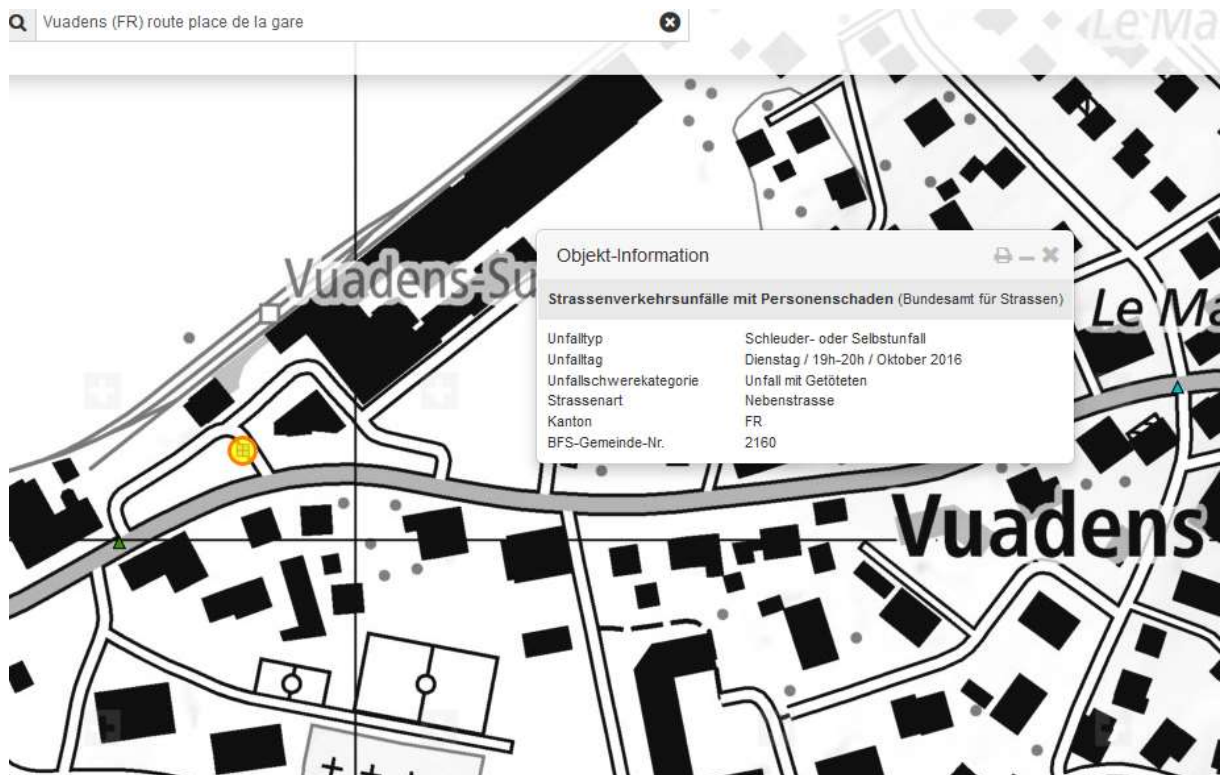 Vuadens (FR) route place de la gare
Le Ma
Vuadens-Su
Objekt-Information
Strassenverkehrsunfälle mit Personenschaden (Bundesamt für Strassen)
Unfalltyp Schleuder- oder Selbstunfall
Unfalltag Dienstag / 19h-20h / Oktober 2016
Unfallschwerekategorie Unfall mit Getöteten
Strassenart Nebenstrasse
Kanton FR
BFS-Gemeinde-Nr. 2160
Le Ma
Vuadens